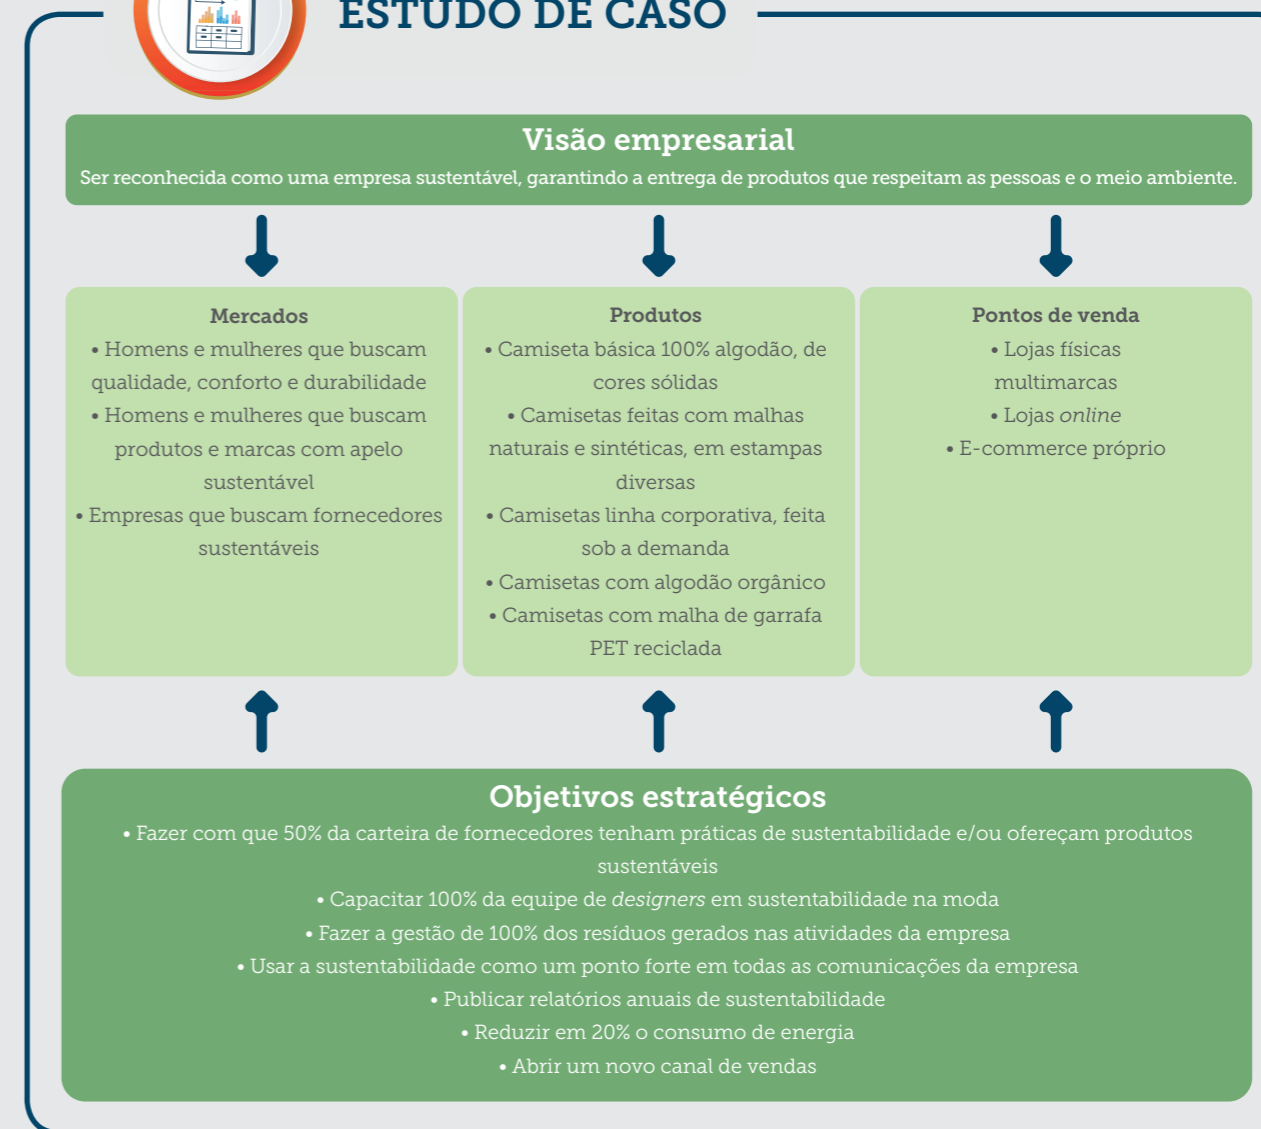 ESTUDO DE CASO
Visão empresarial
Ser reconhecida como uma empresa sustentável, garantindo a entrega de produtos que respeitam as pessoas e o meio ambiente.
Mercados
• Homens e mulheres que buscam
qualidade, conforto e durabilidade
• Homens e mulheres que buscam
produtos e marcas com apelo
sustentável
• Empresas que buscam fornecedores
sustentáveis
Produtos
• Camiseta básica 100% algodão, de
cores sólidas
• Camisetas feitas com malhas
naturais e sintéticas, em estampas
diversas
• Camisetas linha corporativa, feita
sob a demanda
• Camisetas com algodão orgânico
• Camisetas com malha de garrafa
PET reciclada
Pontos de venda
• Lojas físicas
multimarcas
• Lojas online
• E-commerce próprio
Objetivos estratégicos
• Fazer com que 50% da carteira de fornecedores tenham práticas de sustentabilidade e/ou ofereçam produtos
sustentáveis
• Capacitar 100% da equipe de designers em sustentabilidade na moda
• Fazer a gestão de 100% dos resíduos gerados nas atividades da empresa
• Usar a sustentabilidade como um ponto forte em todas as comunicações da empresa
• Publicar relatórios anuais de sustentabilidade
• Reduzir em 20% o consumo de energia
• Abrir um novo canal de vendas